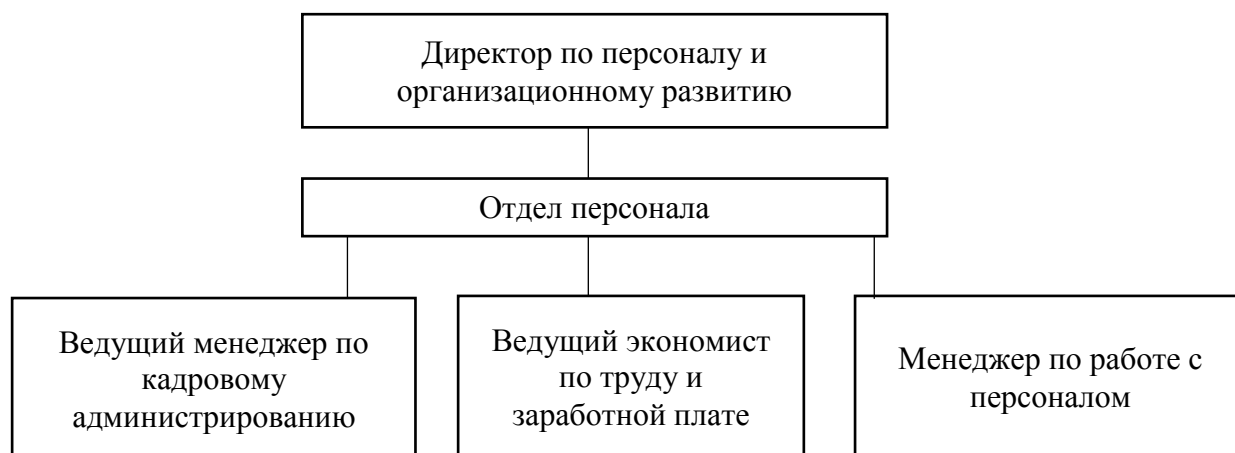 Директор по персоналу и
организационному развитию
Отдел персонала
Ведущий менеджер по
кадровому
администрированию
Ведущий экономист
по труду и
заработной плате
Менеджер по работе с
персоналом